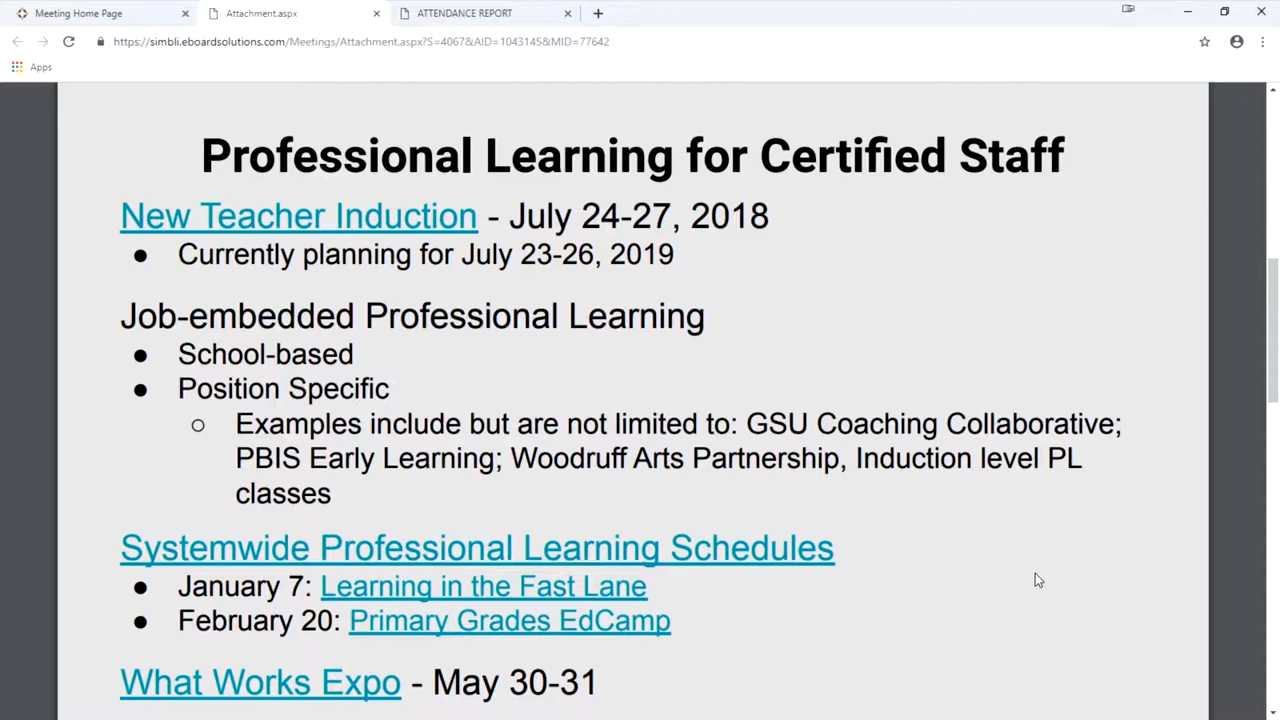 Meeting Home Page
Attachment.aspx
ATTENDANCE REPORT
https://simbli.eboardsolutions.com/Meetings/Attachment.aspx?S=4067&AID=1043145&MID=77642
Apps
Professional Learning for Certified Staff
New Teacher Induction - July 24-27, 2018
● Currently planning for July 23-26, 2019
Job-embedded Professional Learning
● School-based
● Position Specific
○ Examples include but are not limited to: GSU Coaching Collaborative;
PBIS Early Learning; Woodruff Arts Partnership, Induction level PL
classes
Systemwide Professional Learning Schedules
● January 7: Learning in the Fast Lane
● February 20: Primary Grades EdCamp
What Works Expo - May 30-31